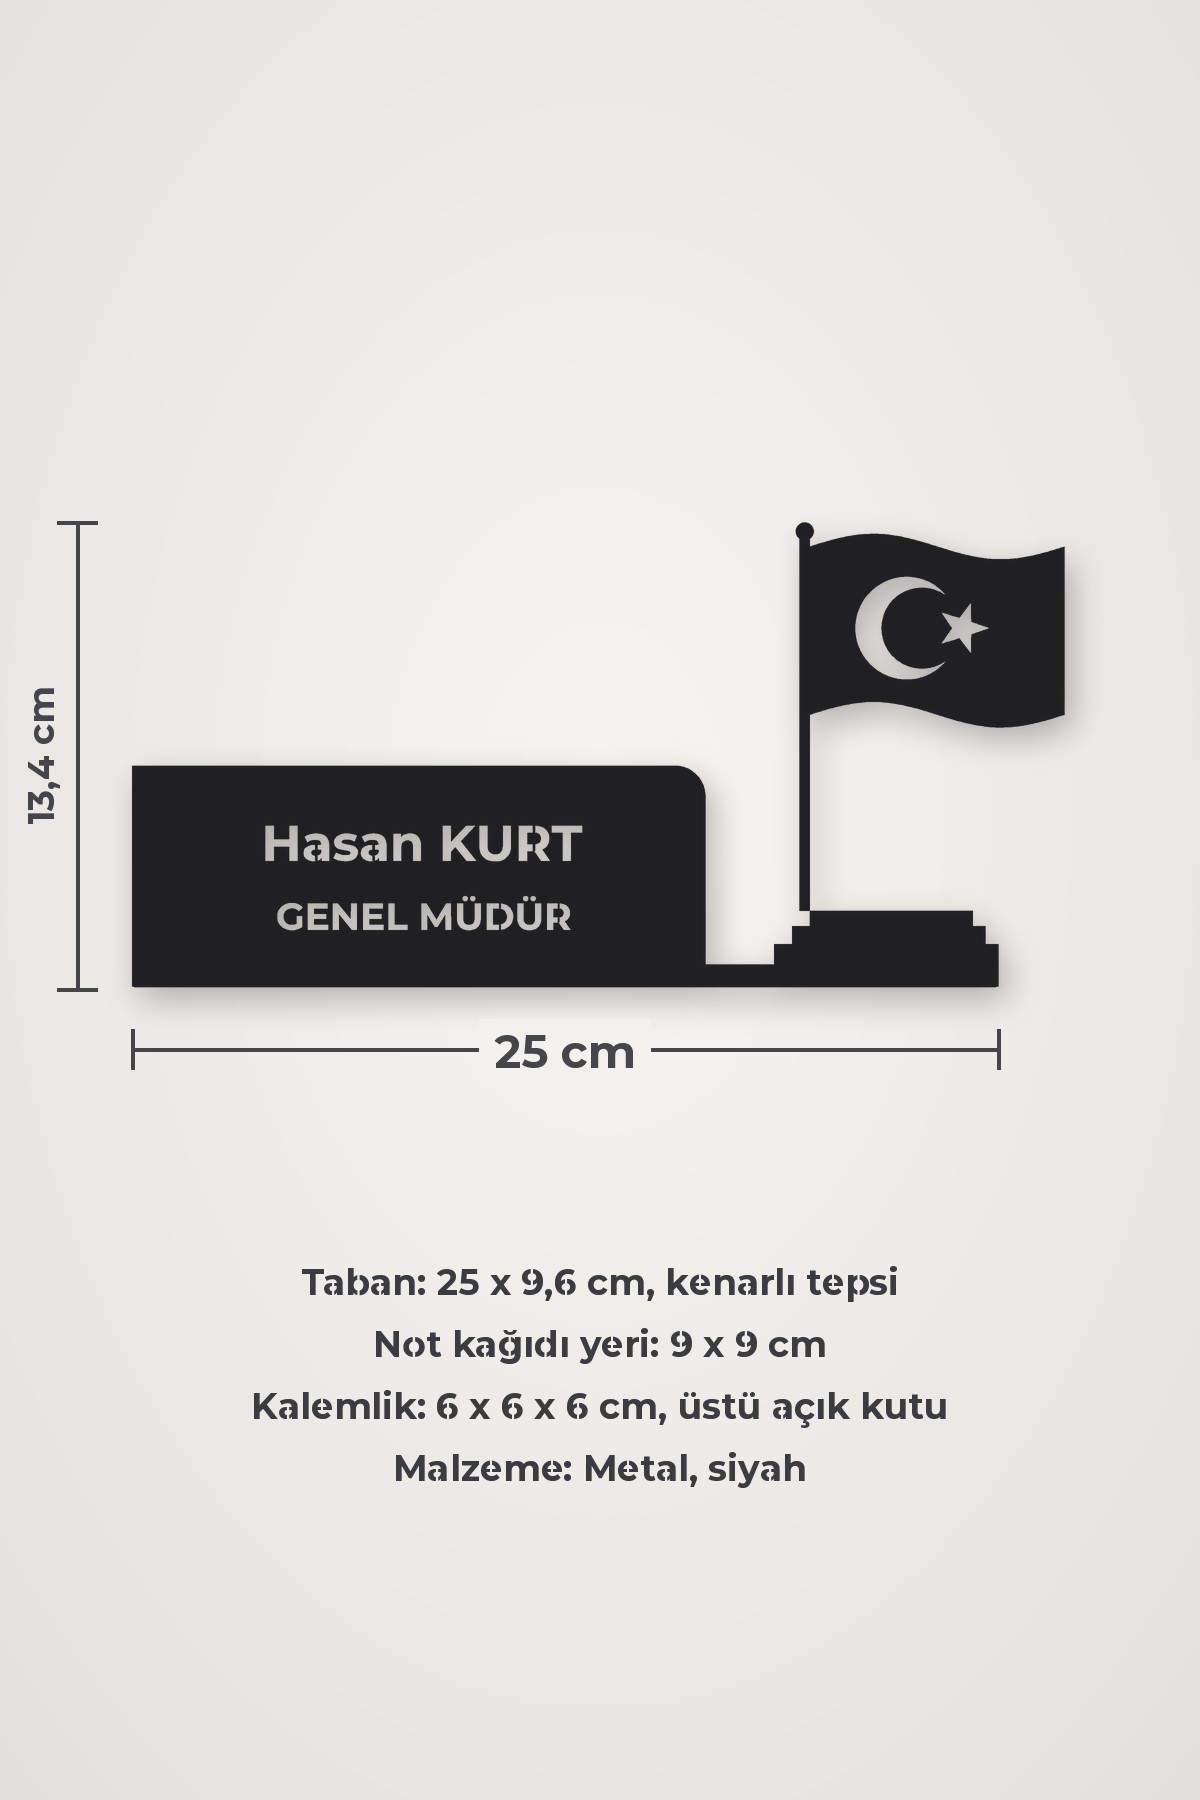 13,4 cm
Hasan KURT
GENEL MÜDÜR
25 cm
Taban: 25 x 9,6 cm, kenarlı tepsi
Not kağıdı yeri: 9 x 9 cm
Kalemlik: 6 x 6 x 6 cm, üstü açık kutu
Malzeme: Metal, siyah